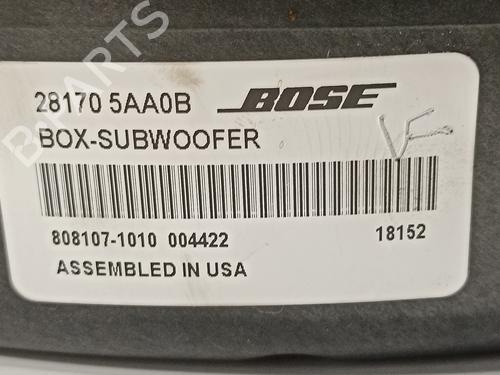 B PARTS
28170 5AA0B BOSE
BOX-SUBWOOFER
VF
808107-1010 004422 18152
ASSEMBLED IN USA